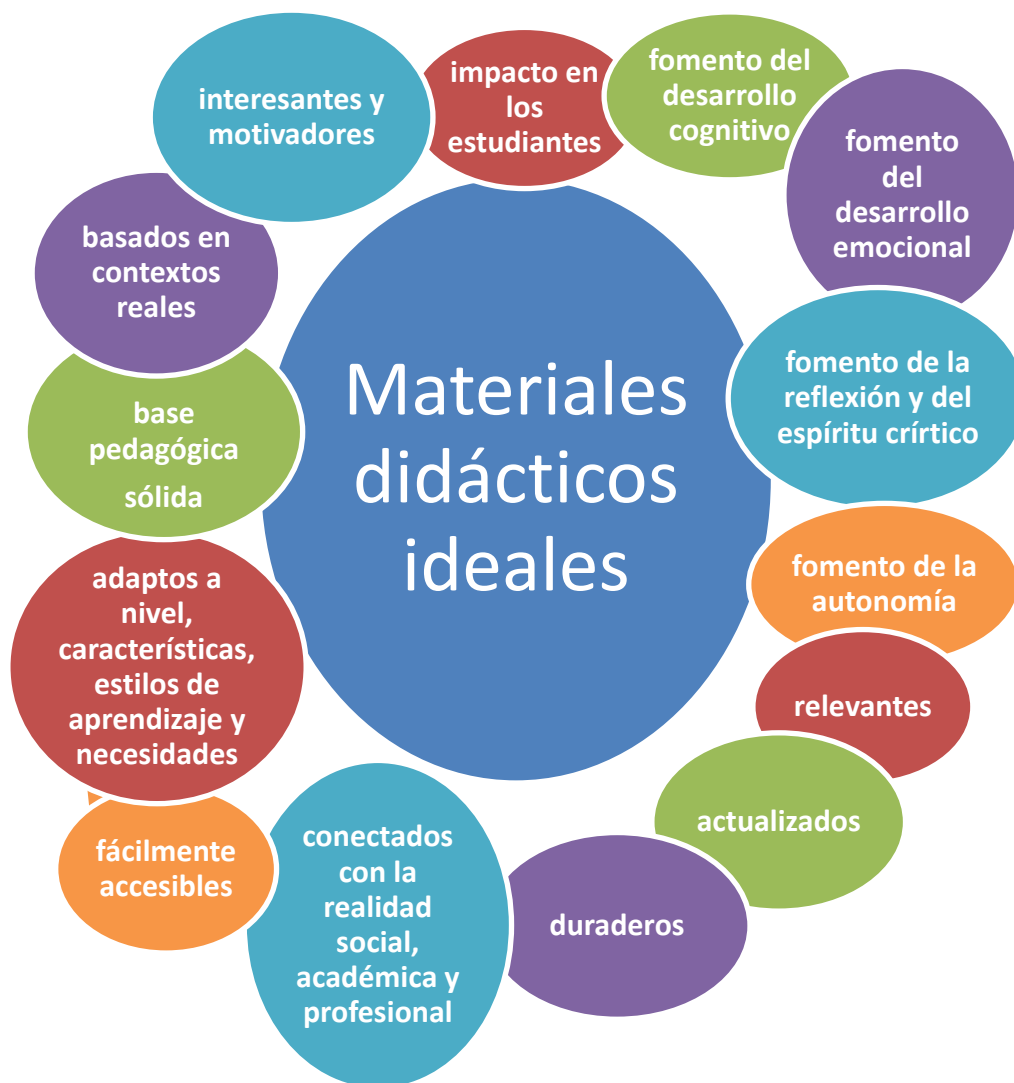 Materiales
didácticos
ideales
impacto en
los
estudiantes
fomento del
desarrollo
cognitivo
fomento
del
desarrollo
emocional
fomento de la
reflexión y del
espíritu crírtico
fomento de la
autonomía
relevantes
actualizados
duraderos
conectados
con la
realidad
social,
académica y
profesional
fácilmente
accesibles
adaptos a
nivel,
características,
estilos de
aprendizaje y
necesidades
base
pedagógica
sólida
basados en
contextos
reales
interesantes y
motivadores